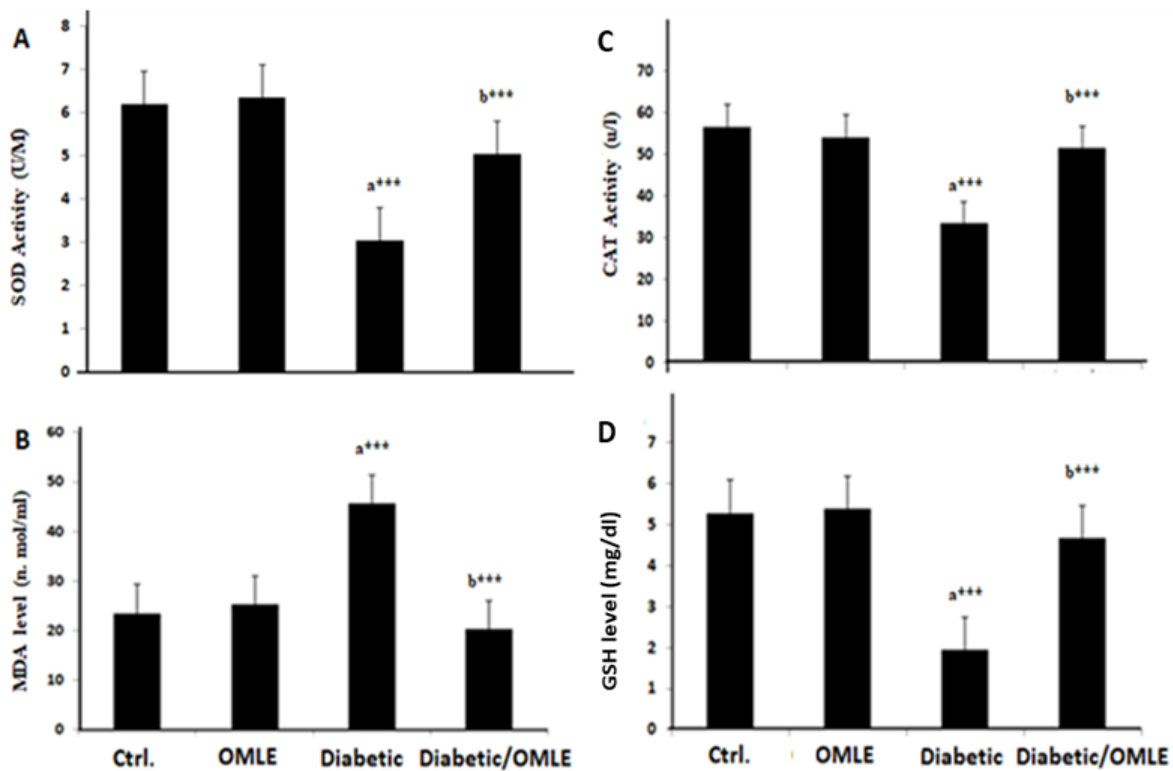 A
SOD Activity (U/M)
8
7
6
5
4
3
2
1
0
a***
b***
C
CAT Activity (u/l)
70
60
50
40
30
20
10
0
a***
b***
B
MDA level (n. mol/ml)
60
50
40
30
20
10
0
a***
b***
Ctrl. OMLE Diabetic Diabetic/OMLE
D
GSH level (mg/dl)
7
6
5
4
3
2
1
0
a***
b***
Ctrl. OMLE Diabetic Diabetic/OMLE